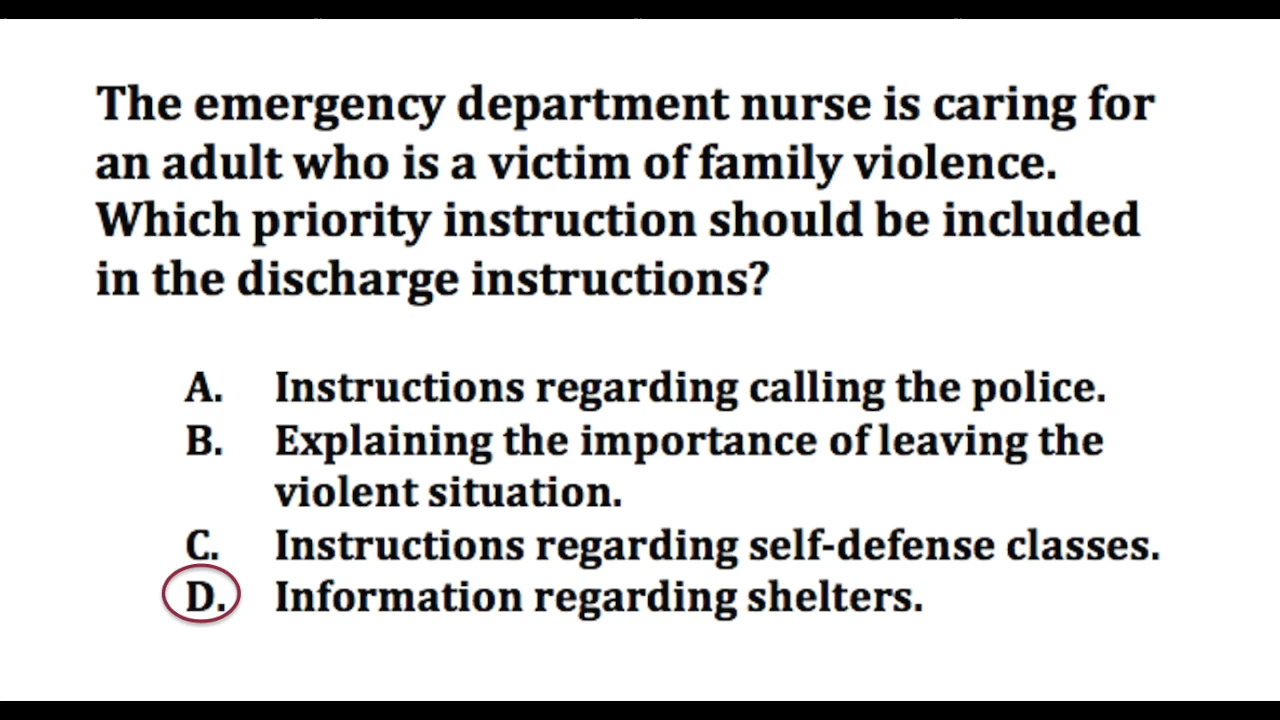 The emergency department nurse is caring for
an adult who is a victim of family violence.
Which priority instruction should be included
in the discharge instructions?
A. Instructions regarding calling the police.
B. Explaining the importance of leaving the
violent situation.
C. Instructions regarding self-defense classes.
D. Information regarding shelters.